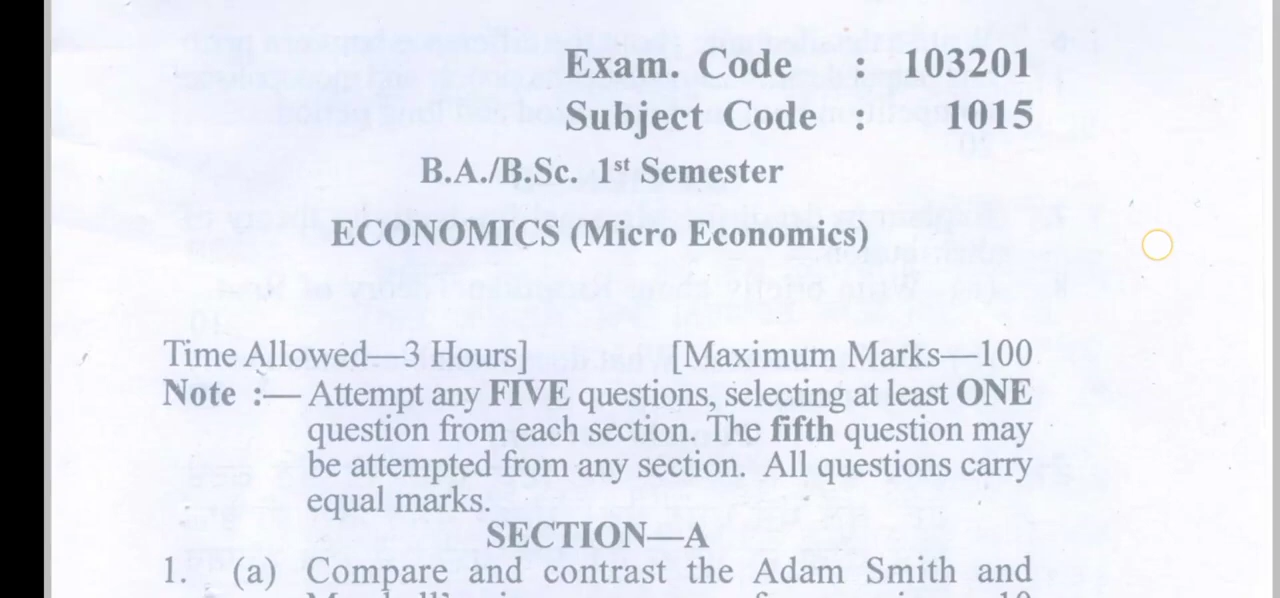 Exam. Code : 103201
Subject Code : 1015
B.A./B.Sc. 1st Semester
ECONOMICS (Micro Economics)
Time Allowed—3 Hours] [Maximum Marks—100
Note :— Attempt any FIVE questions, selecting at least ONE
question from each section. The fifth question may
be attempted from any section. All questions carry
equal marks.
SECTION—A
1. (a) Compare and contrast the Adam Smith and